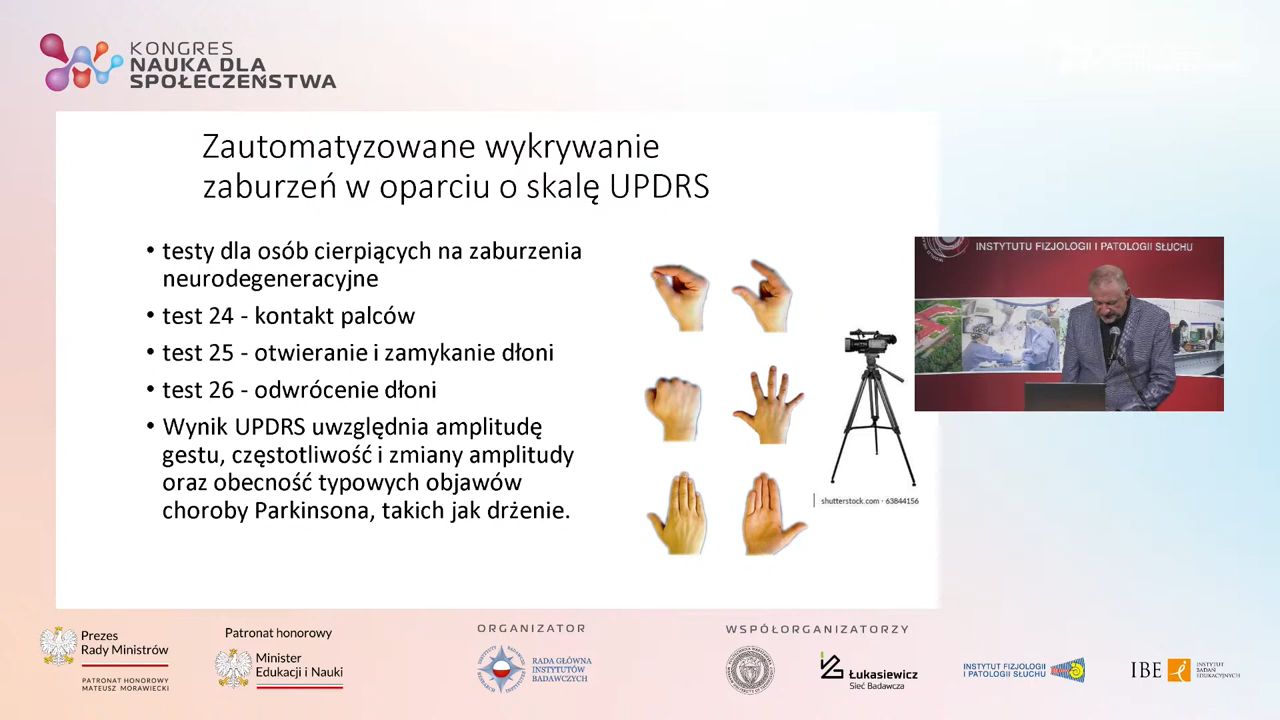 KONGRES
NAUKA DLA
SPOŁECZEŃSTWA
Zautomatyzowane wykrywanie
zaburzeń w oparciu o skalę UPDRS
• testy dla osób cierpiących na zaburzenia
neurodegeneracyjne
• test 24 - kontakt palców
• test 25 - otwieranie i zamykanie dłoni
• test 26 - odwrócenie dłoni
• Wynik UPDRS uwzględnia amplitudę
gestu, częstotliwość i zmiany amplitudy
oraz obecność typowych objawów
choroby Parkinsona, takich jak drżenie.
shutterstock.com · 63844156
INSTYTUTU FIZJOLOGII I PATOLOGII SŁUCHU
Prezes
Rady Ministrów
PATRONAT HONOROWY
MATEUSZ MORAWIECKI
Patronat honorowy
Minister
Edukacji i Nauki
ORGANIZATOR
RADA GŁÓWNA
INSTYTUTÓW
BADAWCZYCH
WSPÓŁORGANIZATORZY
Łukasiewicz
Sieć Badawcza
INSTYTUT FIZJOLOGII
I PATOLOGII SŁUCHU
IBE
INSTYTUT
BADAŃ
EDUKACYJNYCH